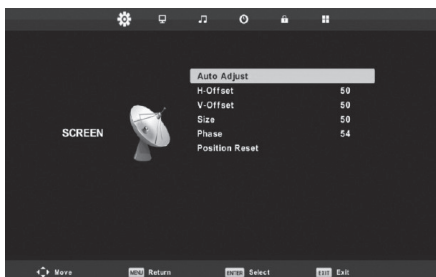 SCREEN
Auto Adjust
H-Offset 50
V-Offset 50
Size 50
Phase 54
Position Reset
Move MENU Return ENTER Select EXIT Exit